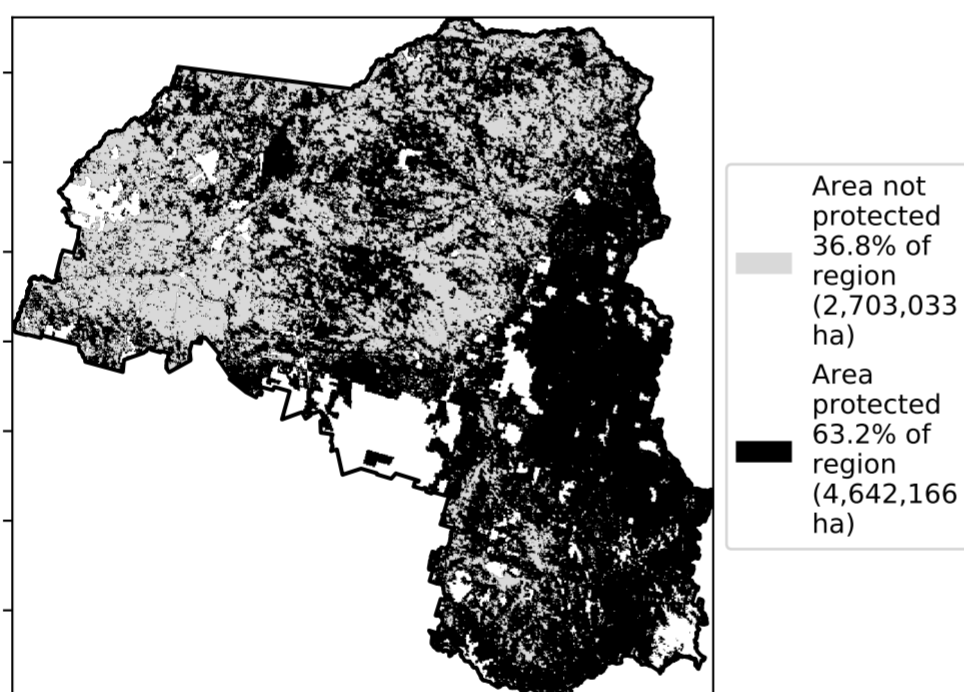 Area not
protected
36.8% of
region
(2,703,033
ha)
Area
protected
63.2% of
region
(4,642,166
ha)